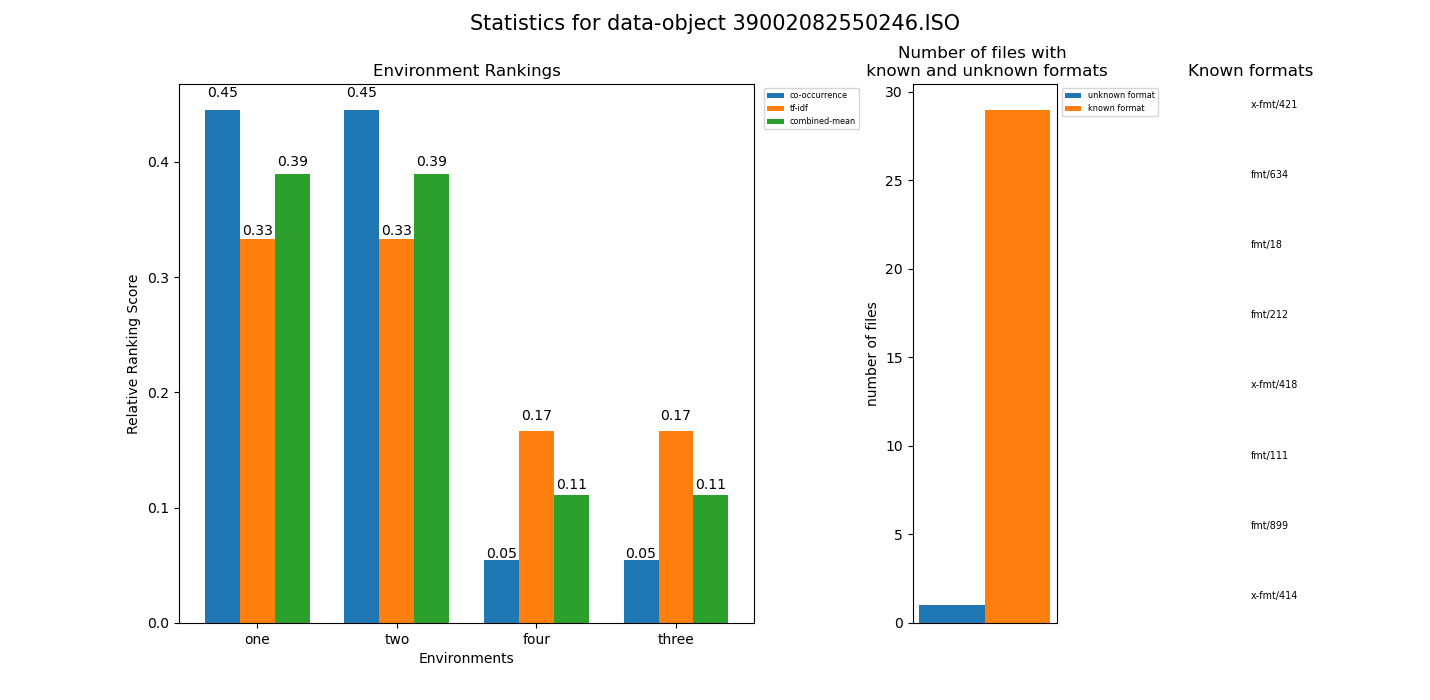 Statistics for data-object 39002082550246.ISO
Environment Rankings
0.45
0.45
0.39
0.39
0.33
0.33
0.17
0.17
0.11
0.11
0.05
0.05
0.4
0.3
0.2
0.1
0.0
Relative Ranking Score
one
two
four
three
Environments
co-occurrence
tf-idf
combined-mean
Number of files with
known and unknown formats
30
25
20
15
10
5
0
number of files
unknown format
known format
Known formats
x-fmt/421
fmt/634
fmt/18
fmt/212
x-fmt/418
fmt/111
fmt/899
x-fmt/414